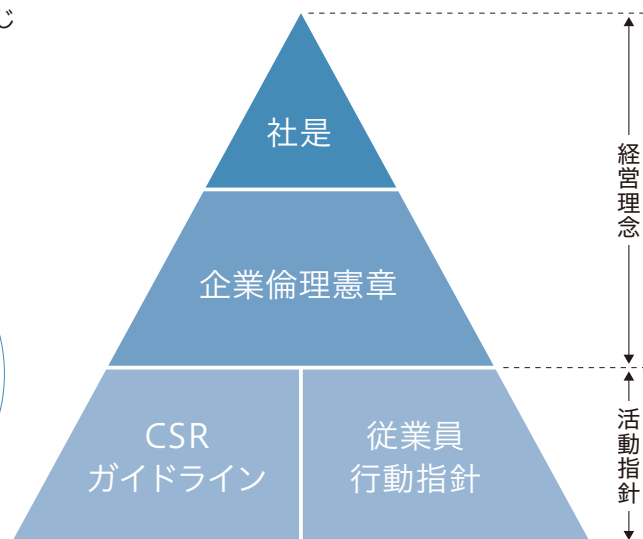 じ
社是
企業倫理憲章
CSR
ガイドライン
従業員
行動指針
経営理念
活動指針